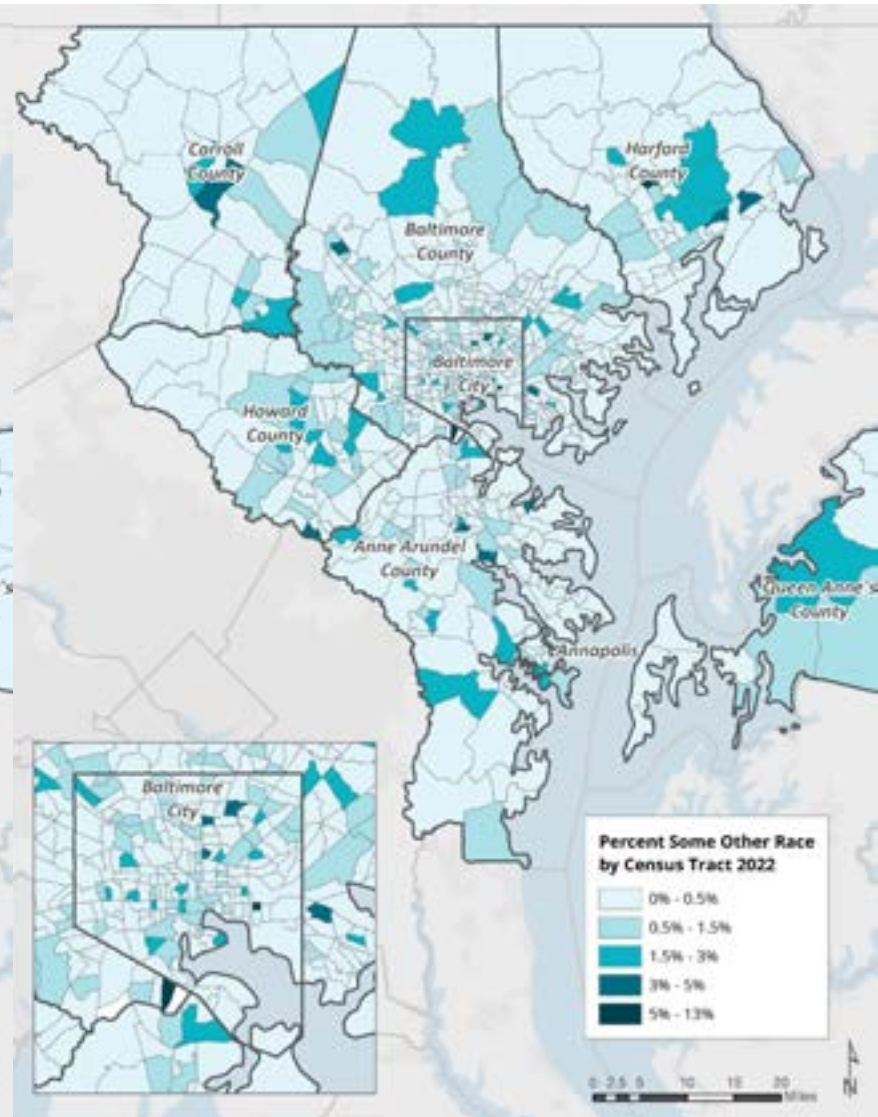 Carroll
County
Harford
County
Baltimore
County
Baltimore
City
Howard
County
Anne Arundel
County
Queen Anne's
County
Annapolis
's
Baltimore
City
Percent Some Other Race
by Census Tract 2022
0% - 0.5%
0.5% - 1.5%
1.5% - 3%
3% - 5%
5% - 13%
N
0 2.5 5 10 15 20
Miles